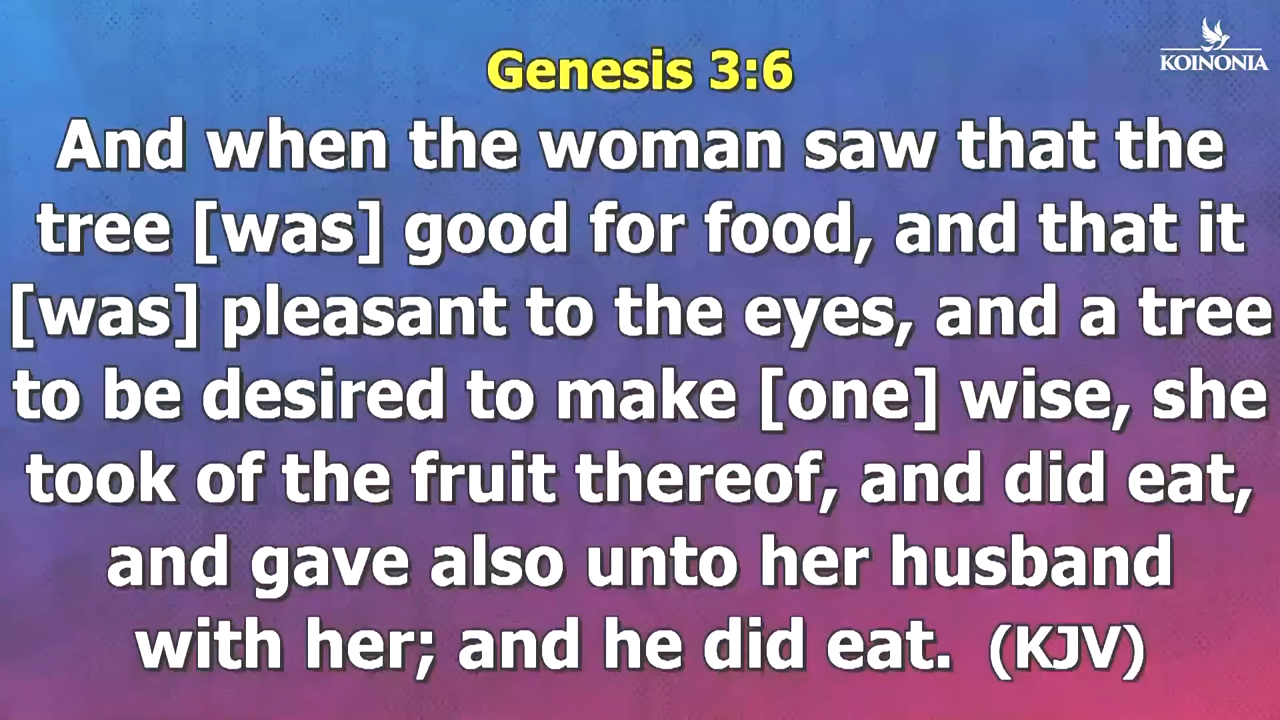 KOINONIA
Genesis 3:6
And when the woman saw that the
tree [was] good for food, and that it
[was] pleasant to the eyes, and a tree
to be desired to make [one] wise, she
took of the fruit thereof, and did eat,
and gave also unto her husband
with her; and he did eat.  (KJV)